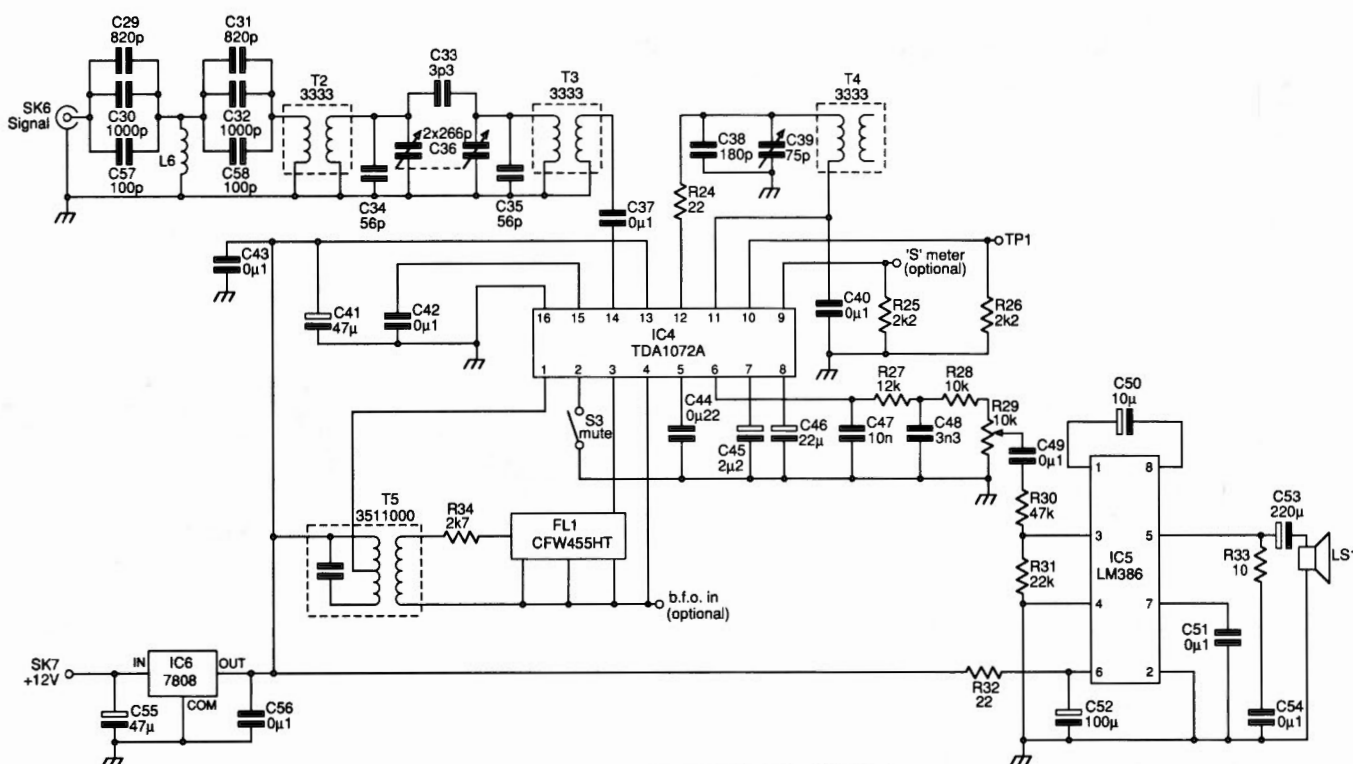 C29
820p
C31
820p
C33
3p3
T2
3333
T3
3333
T4
3333
SK6
Signal
C30
1000p
C32
1000p
2x266p
C36
C38
180p
C39
75p
C57
100p
L6
C58
100p
C34
56p
C35
56p
C37
0µ1
R24
22
TP1
'S' meter
(optional)
C43
0µ1
C41
47µ
C42
0µ1
C40
0µ1
R25
2k2
R26
2k2
16 15 14 13 12 11 10 9
IC4
TDA1072A
1 2 3 4 5 6 7 8
S3
mute
C44
0µ22
C45
2µ2
C46
22µ
R27
12k
R28
10k
C47
10n
C48
3n3
R29
10k
C49
0µ1
C50
10µ
1 8
T5
3511000
R34
2k7
FL1
CFW455HT
b.f.o. in
(optional)
R30
47k
R31
22k
3 5
IC5
LM386
4 7
6 2
C53
220µ
R33
10
LS1
C51
0µ1
SK7
+12V
IN
IC6
7808
OUT
COM
C55
47µ
C56
0µ1
R32
22
C52
100µ
C54
0µ1